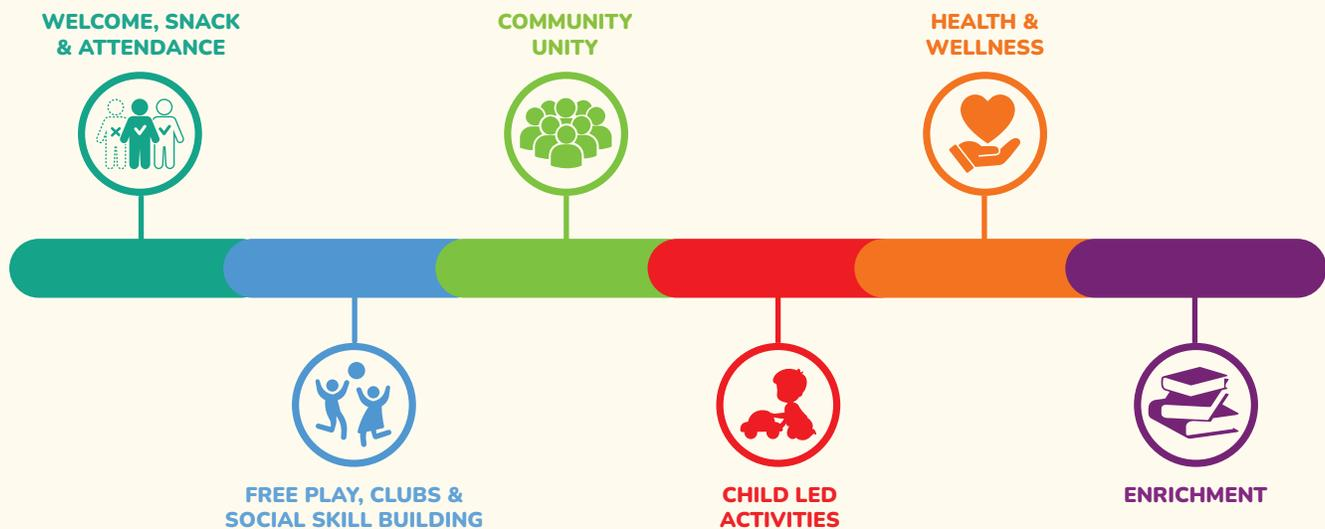 WELCOME, SNACK
& ATTENDANCE
COMMUNITY
UNITY
HEALTH &
WELLNESS
FREE PLAY, CLUBS &
SOCIAL SKILL BUILDING
CHILD LED
ACTIVITIES
ENRICHMENT